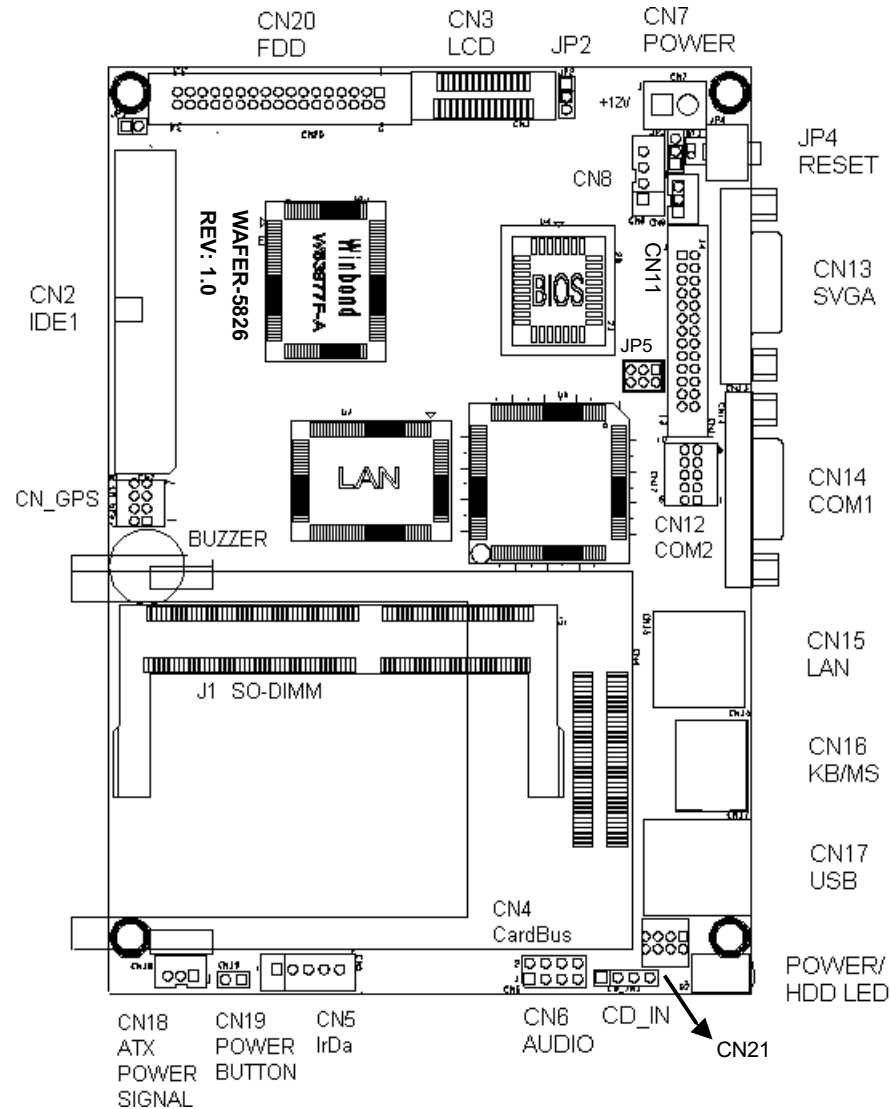 CN20
FDD
CN3
LCD
JP2
CN7
POWER
+12V
JP4
RESET
CN8
WAFER-5826
REV: 1.0
Winbond
W83877F-A
BIOS
CN11
CN13
SVGA
CN2
IDE1
JP5
LAN
CN_GPS
BUZZER
CN12
COM2
CN14
COM1
J1 SO-DIMM
CN15
LAN
CN16
KB/MS
CN17
USB
CN4
CardBus
POWER/
HDD LED
CN18
ATX
POWER
SIGNAL
CN19
POWER
BUTTON
CN5
IrDa
CN6
AUDIO
CD_IN
CN21